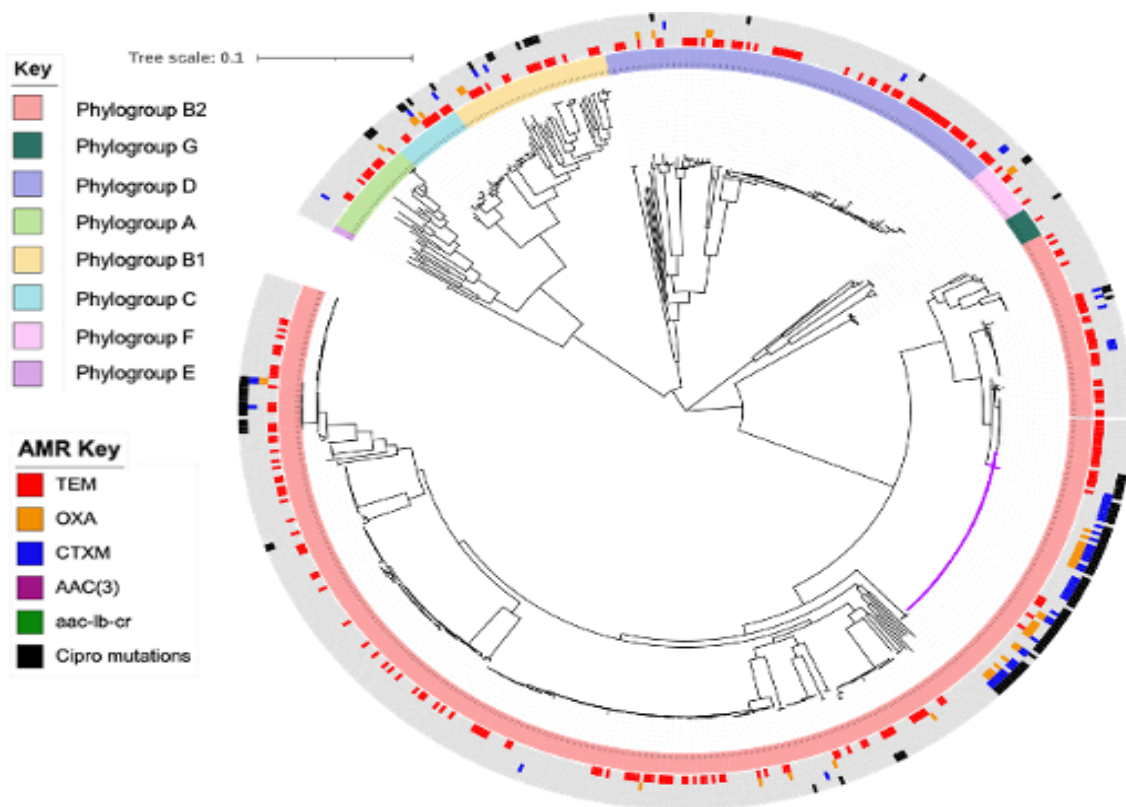 Tree scale: 0.1
Key
Phylogroup B2
Phylogroup G
Phylogroup D
Phylogroup A
Phylogroup B1
Phylogroup C
Phylogroup F
Phylogroup E
AMR Key
TEM
OXA
CTXM
AAC(3)
aac-Ib-cr
Cipro mutations